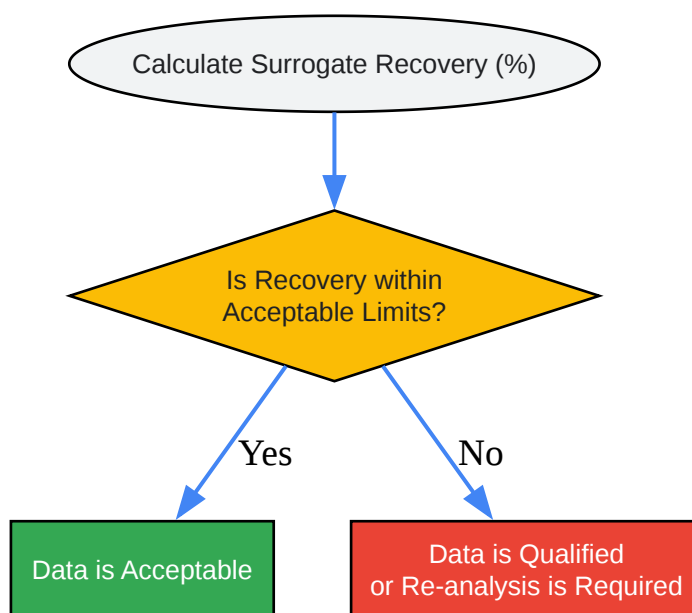 Calculate Surrogate Recovery (%)
Is Recovery within
Acceptable Limits?
Yes
No
Data is Acceptable
Data is Qualified
or Re-analysis is Required